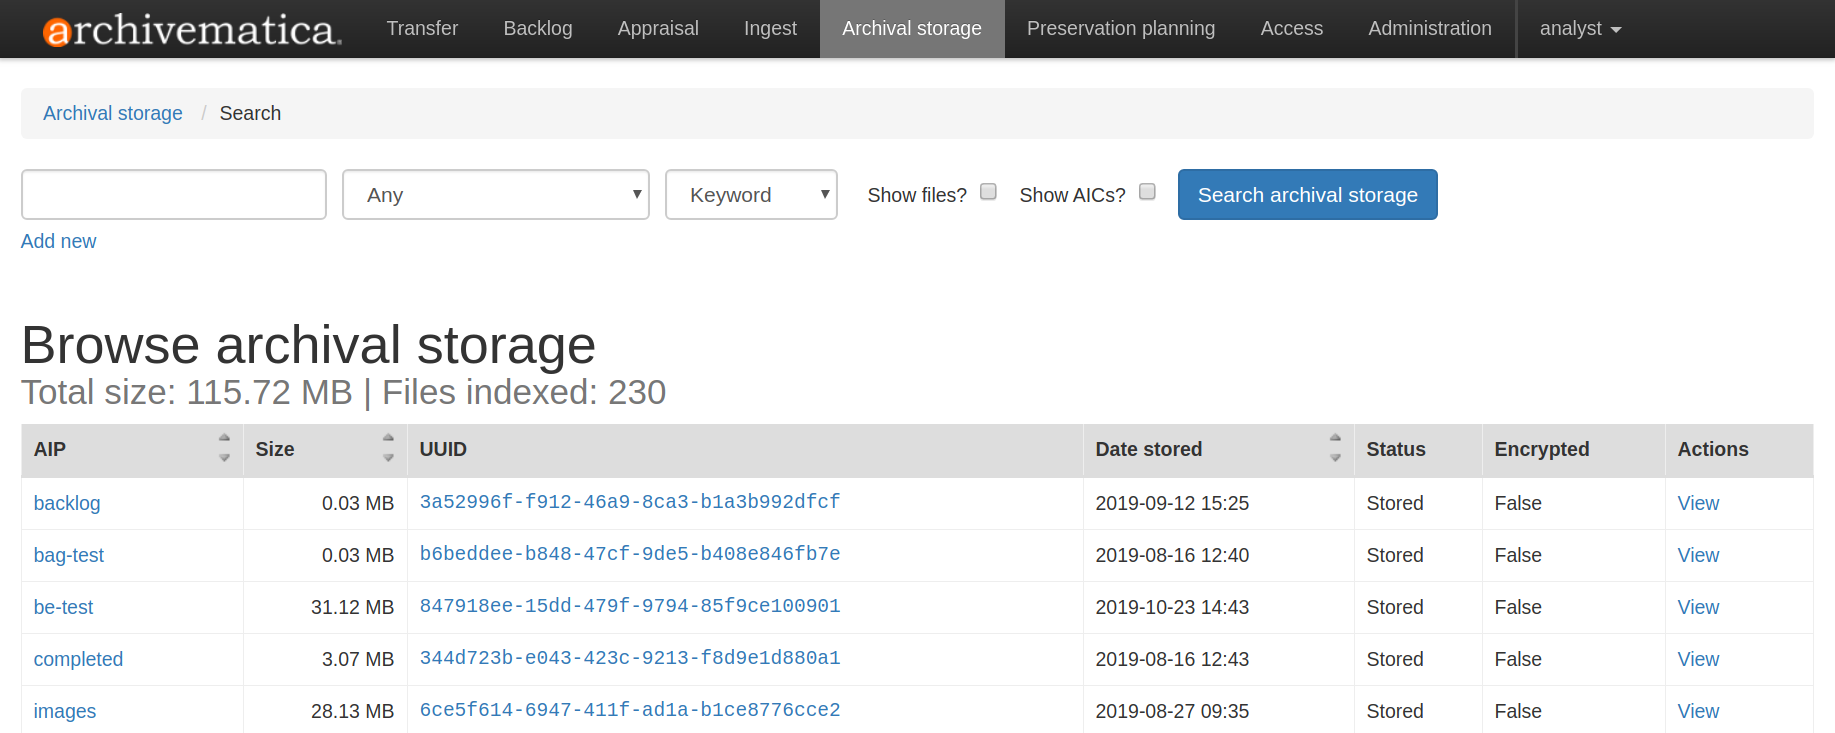 archivematica. Transfer Backlog Appraisal Ingest Archival storage Preservation planning Access Administration analyst
Archival storage / Search
Any Keyword Show files? Show AICs? Search archival storage
Add new
Browse archival storage
Total size: 115.72 MB | Files indexed: 230
AIP Size UUID Date stored Status Encrypted Actions
backlog 0.03 MB 3a52996f-f912-46a9-8ca3-b1a3b992dfcf 2019-09-12 15:25 Stored False View
bag-test 0.03 MB b6beddee-b848-47cf-9de5-b408e846fb7e 2019-08-16 12:40 Stored False View
be-test 31.12 MB 847918ee-15dd-479f-9794-85f9ce100901 2019-10-23 14:43 Stored False View
completed 3.07 MB 344d723b-e043-423c-9213-f8d9e1d880a1 2019-08-16 12:43 Stored False View
images 28.13 MB 6ce5f614-6947-411f-ad1a-b1ce8776cce2 2019-08-27 09:35 Stored False View